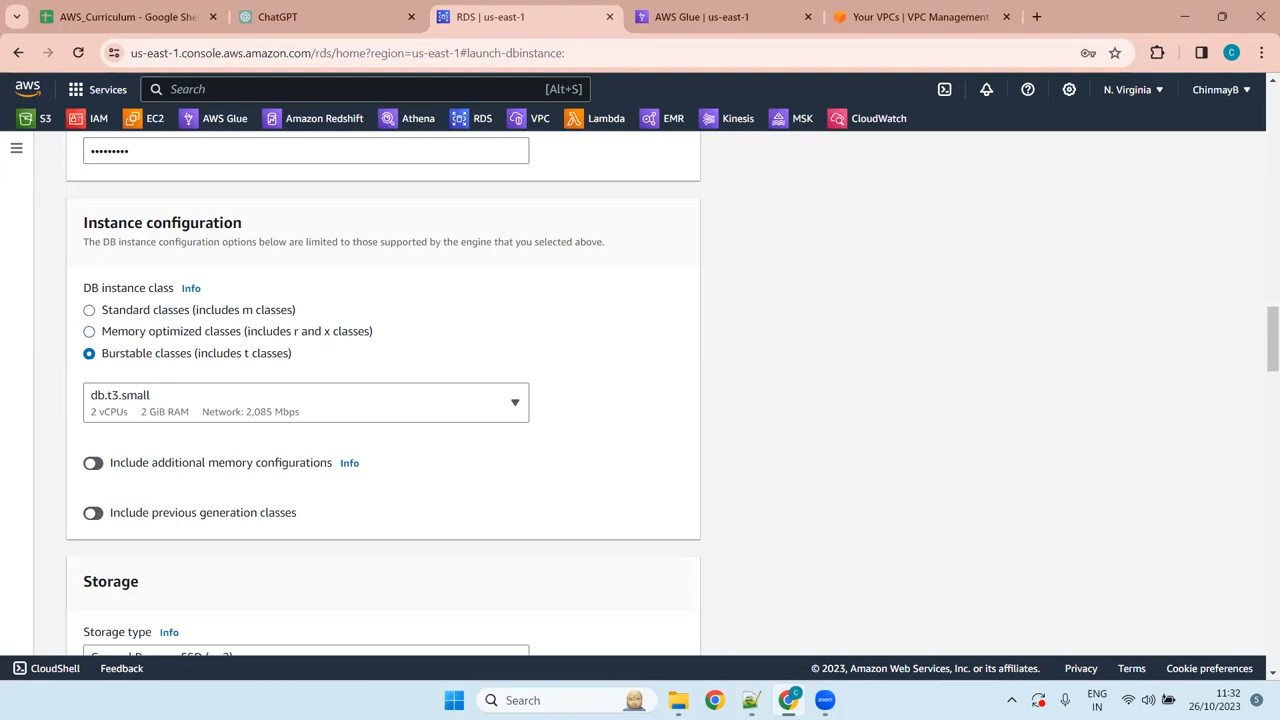 AWS_Curriculum - Google She
ChatGPT
RDS | us-east-1
AWS Glue | us-east-1
Your VPCs | VPC Management
us-east-1.console.aws.amazon.com/rds/home?region=us-east-1#launch-dbinstance:
C
aws
Services
Search
[Alt+S]
N. Virginia
ChinmayB
S3
IAM
EC2
AWS Glue
Amazon Redshift
Athena
RDS
VPC
Lambda
EMR
Kinesis
MSK
CloudWatch
•••••••••
Instance configuration
The DB instance configuration options below are limited to those supported by the engine that you selected above.
DB instance class Info
Standard classes (includes m classes)
Memory optimized classes (includes r and x classes)
Burstable classes (includes t classes)
db.t3.small
2 vCPUs 2 GiB RAM Network: 2,085 Mbps
Include additional memory configurations Info
Include previous generation classes
Storage
Storage type Info
CloudShell
Feedback
© 2023, Amazon Web Services, Inc. or its affiliates.
Privacy
Terms
Cookie preferences
Search
C
zoom
ENG
IN
11:32
26/10/2023
5